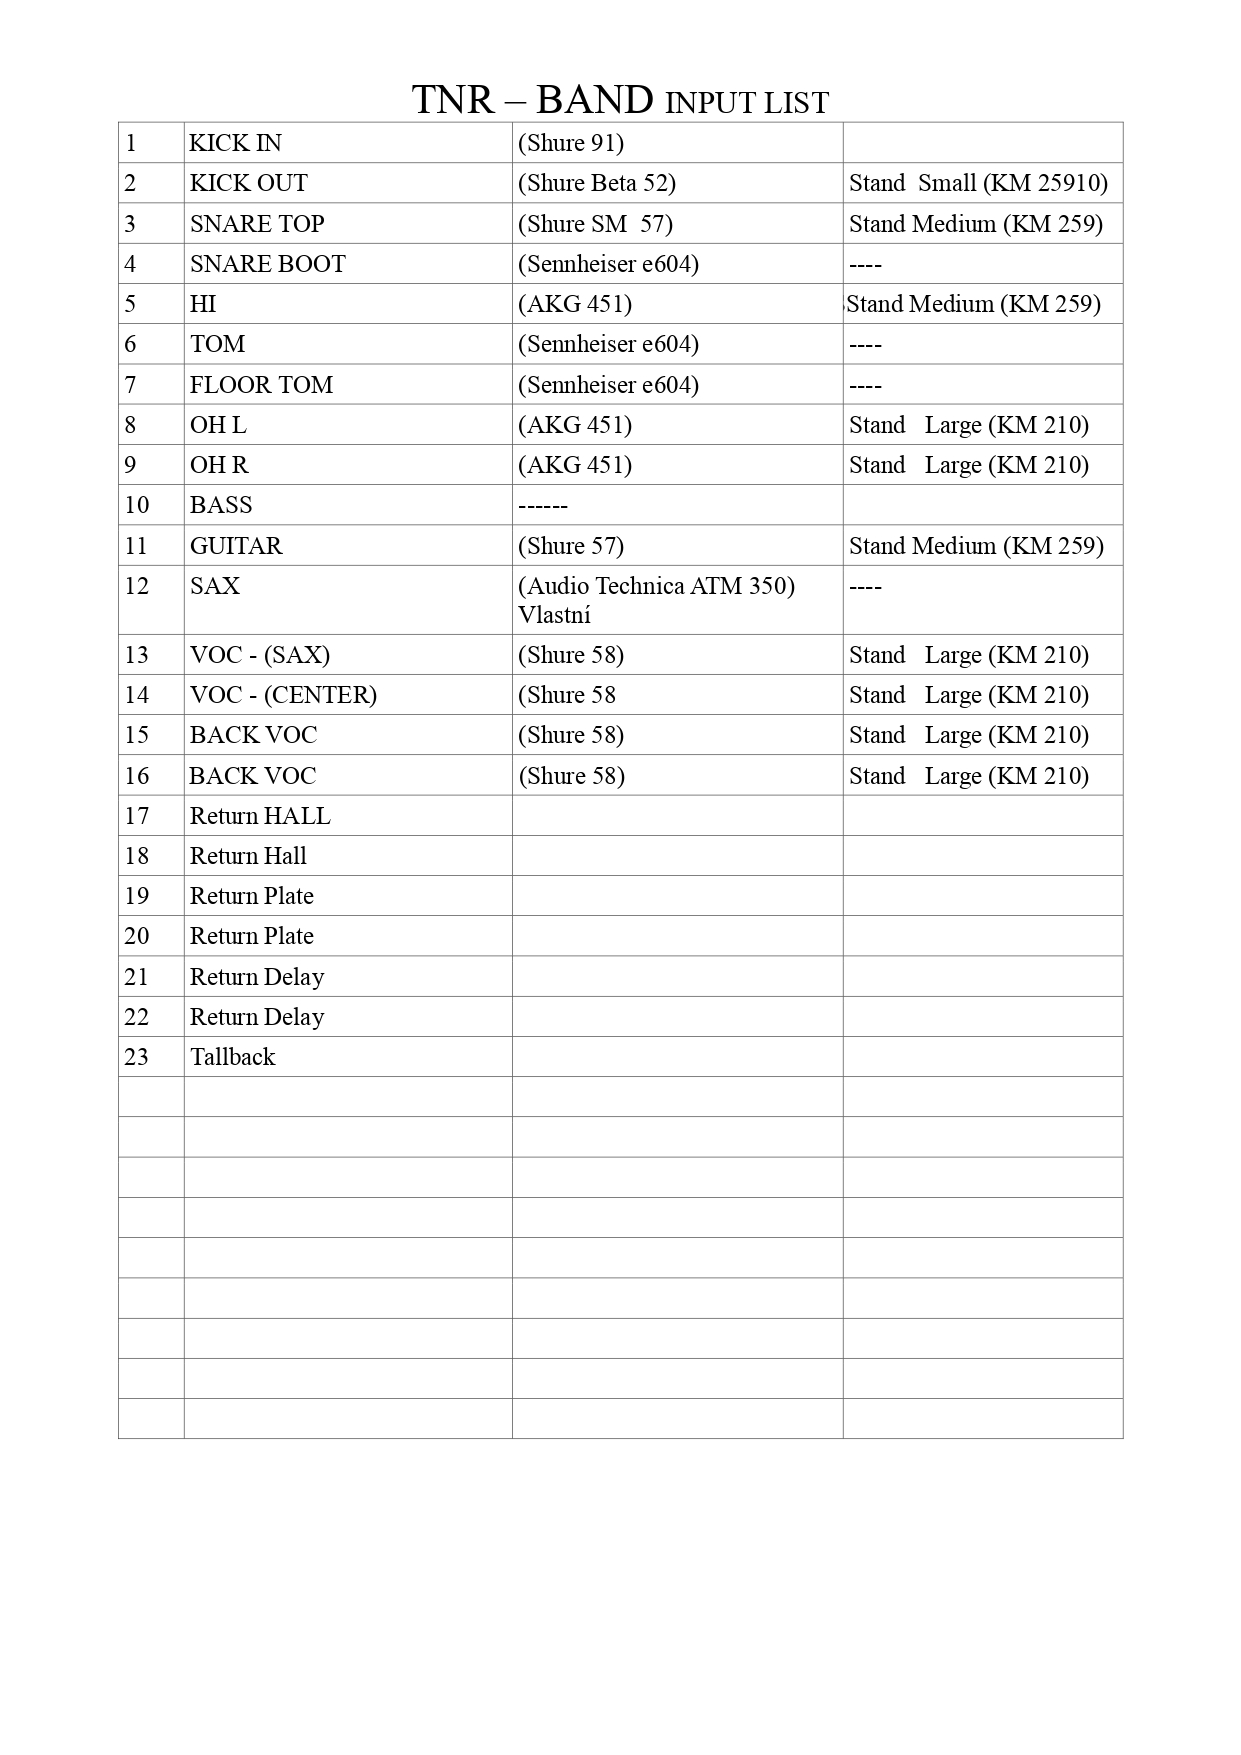 TNR – BAND INPUT LIST
1 KICK IN (Shure 91)
2 KICK OUT (Shure Beta 52) Stand Small (KM 25910)
3 SNARE TOP (Shure SM 57) Stand Medium (KM 259)
4 SNARE BOOT (Sennheiser e604) ----
5 HI (AKG 451) Stand Medium (KM 259)
6 TOM (Sennheiser e604) ----
7 FLOOR TOM (Sennheiser e604) ----
8 OH L (AKG 451) Stand Large (KM 210)
9 OH R (AKG 451) Stand Large (KM 210)
10 BASS ------
11 GUITAR (Shure 57) Stand Medium (KM 259)
12 SAX (Audio Technica ATM 350) ----
Vlastní
13 VOC - (SAX) (Shure 58) Stand Large (KM 210)
14 VOC - (CENTER) (Shure 58 Stand Large (KM 210)
15 BACK VOC (Shure 58) Stand Large (KM 210)
16 BACK VOC (Shure 58) Stand Large (KM 210)
17 Return HALL
18 Return Hall
19 Return Plate
20 Return Plate
21 Return Delay
22 Return Delay
23 Tallback